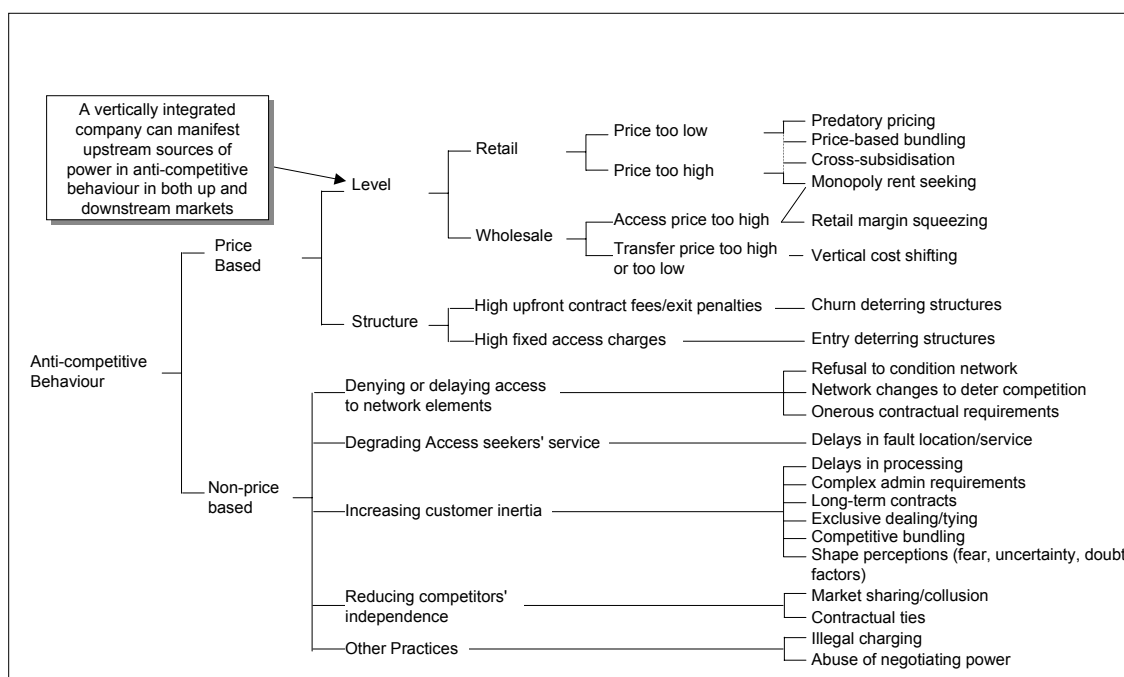 A vertically integrated
company can manifest
upstream sources of
power in anti-competitive
behaviour in both up and
downstream markets
Anti-competitive
Behaviour
Price
Based
Level
Retail
Price too low
Price too high
Predatory pricing
Price-based bundling
Cross-subsidisation
Monopoly rent seeking
Wholesale
Access price too high
Retail margin squeezing
Transfer price too high
or too low
Vertical cost shifting
Structure
High upfront contract fees/exit penalties
Churn deterring structures
High fixed access charges
Entry deterring structures
Non-price
based
Denying or delaying access
to network elements
Refusal to condition network
Network changes to deter competition
Onerous contractual requirements
Degrading Access seekers' service
Delays in fault location/service
Increasing customer inertia
Delays in processing
Complex admin requirements
Long-term contracts
Exclusive dealing/tying
Competitive bundling
Shape perceptions (fear, uncertainty, doubt
factors)
Reducing competitors'
independence
Market sharing/collusion
Contractual ties
Other Practices
Illegal charging
Abuse of negotiating power